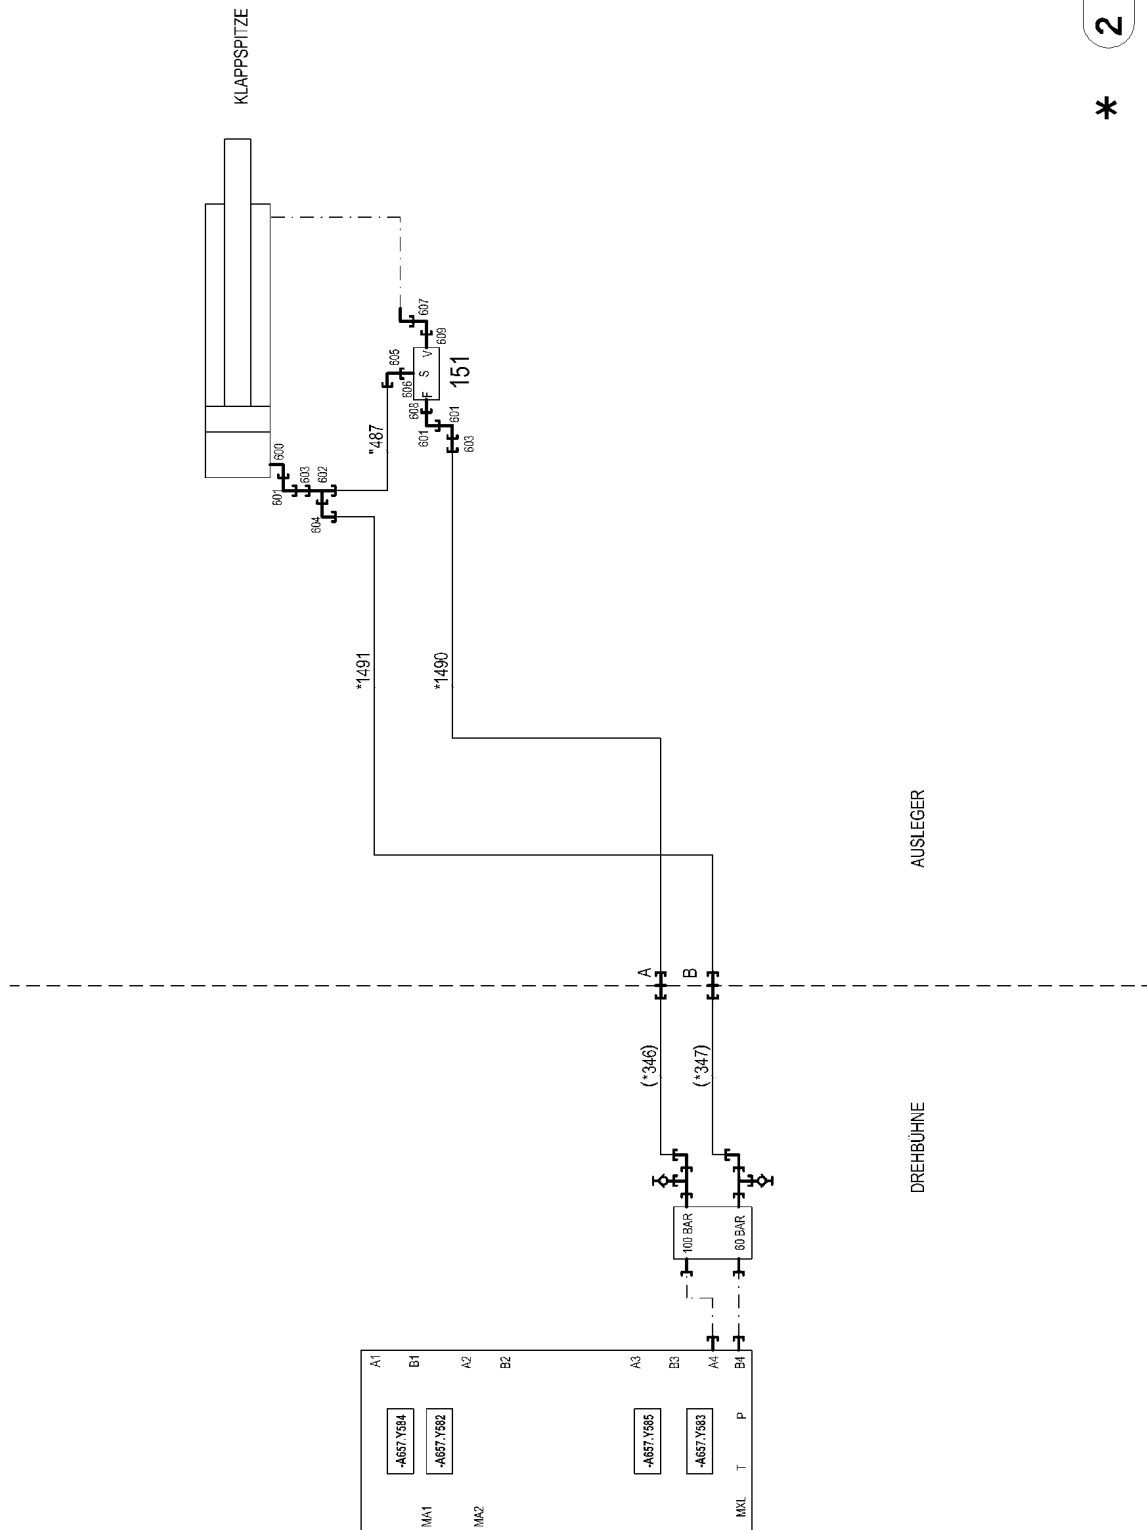 KLAPPSPITZE
2
*
607
609
605
606
V
S
F
151
608
601
601
603
"487
600
601
603
602
604
*1491
*1490
AUSLEGER
A
B
(*346)
(*347)
DREHBÜHNE
100 BAR
60 BAR
A1
B1
A2
B2
A3
B3
A4
B4
-A657.Y584
-A657.Y582
-A657.Y585
-A657.Y583
P
T
MA1
MA2
MXL